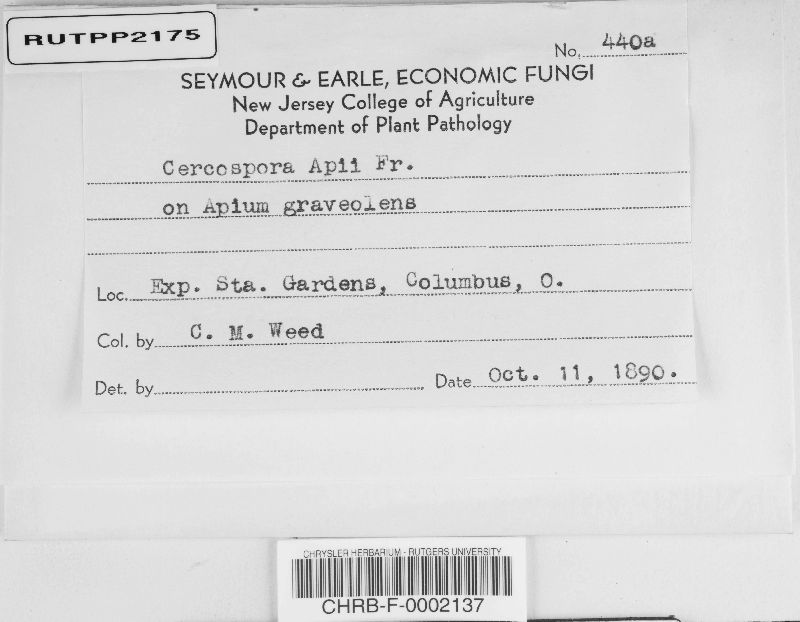 RUTPP2175
No. 440a
SEYMOUR & EARLE, ECONOMIC FUNGI
New Jersey College of Agriculture
Department of Plant Pathology
Cercospora Apii Fr.
on Apium graveolens
Loc. Exp. Sta. Gardens, Columbus, O.
Col. by C. M. Weed
Det. by
Date Oct. 11, 1890.
CHRYSLER HERBARIUM - RUTGERS UNIVERSITY
CHRB-F-0002137